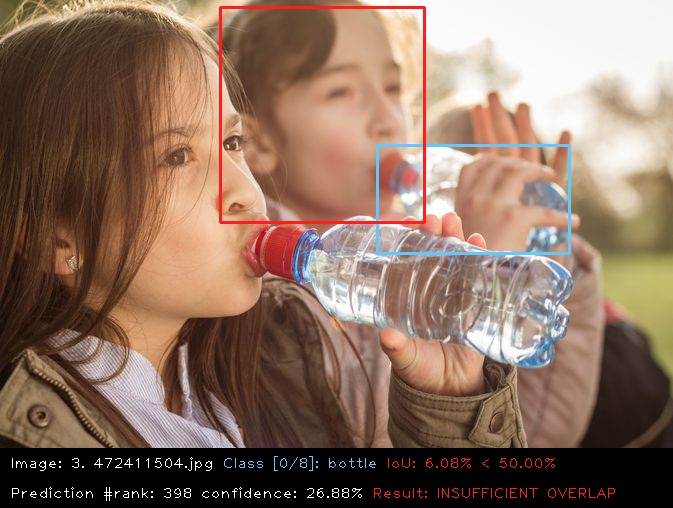 Image: 3. 472411504.jpg Class [0/8]: bottle IoU: 6.08% < 50.00%
Prediction #rank: 398 confidence: 26.88% Result: INSUFFICIENT OVERLAP